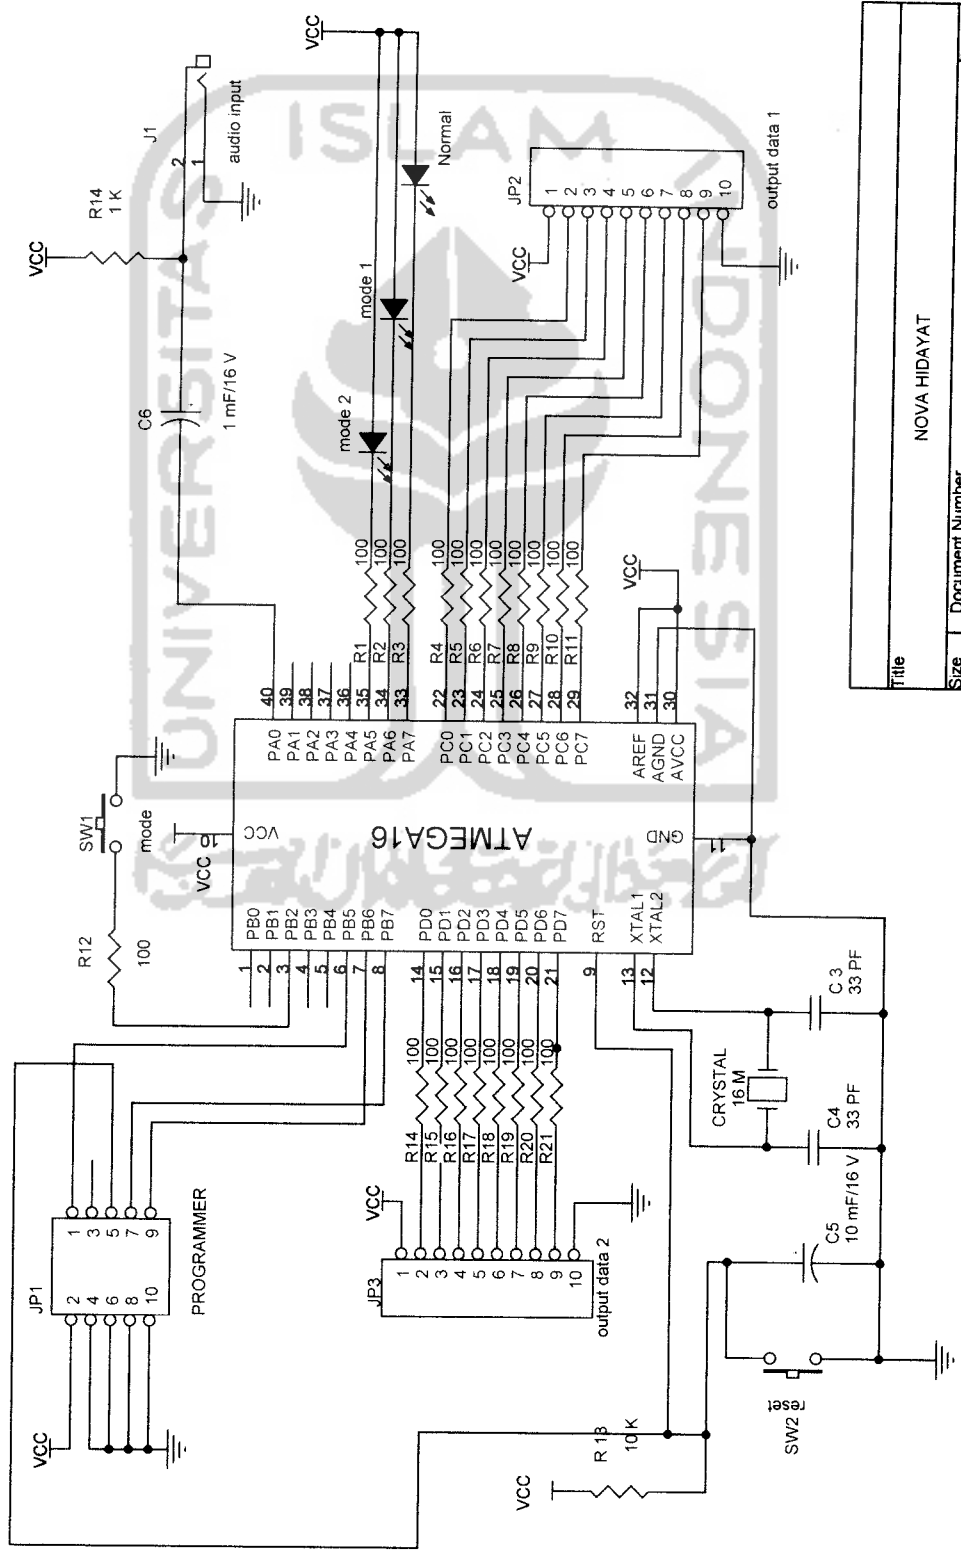 VCC
R14
1 K
J1
2
1
audio input
C6
1 mF/16 V
VCC
mode 2
mode 1
Normal
JP2
VCC
1
2
3
4
5
6
7
8
9
10
output data 1
R1 100
R2 100
R3 100
R4 100
R5 100
R6 100
R7 100
R8 100
R9 100
R10 100
R11 100
VCC
SW1
mode
R12
100
VCC
10
VCC
ATMEGA16
GND
11
PA0 40
PA1 39
PA2 38
PA3 37
PA4 36
PA5 35
PA6 34
PA7 33
PC0 22
PC1 23
PC2 24
PC3 25
PC4 26
PC5 27
PC6 28
PC7 29
AREF 32
AGND 31
AVCC 30
1 PB0
2 PB1
3 PB2
4 PB3
5 PB4
6 PB5
7 PB6
8 PB7
14 PD0
15 PD1
16 PD2
17 PD3
18 PD4
19 PD5
20 PD6
21 PD7
9 RST
13 XTAL1
12 XTAL2
R14 100
R15 100
R16 100
R17 100
R18 100
R19 100
R20 100
R21 100
JP1
2 1
4 3
6 5
8 7
10 9
PROGRAMMER
VCC
VCC
JP3
1
2
3
4
5
6
7
8
9
10
output data 2
CRYSTAL
16 M
C 3
33 PF
C4
33 PF
C5
10 mF/16 V
SW2
reset
R 13
10 K
VCC
Title
NOVA HIDAYAT
Size
Document Number
UNIVERSITAS
ISLAM
INDONESIA